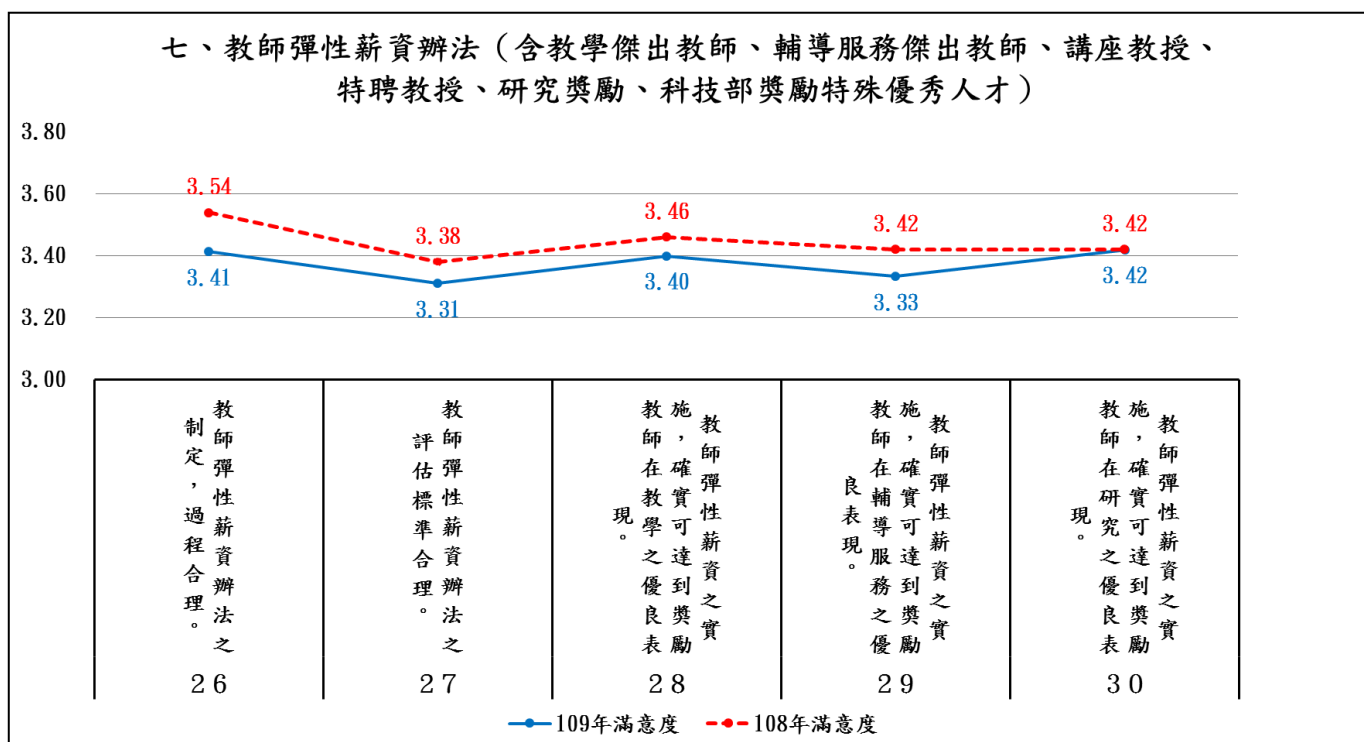 七、教師彈性薪資辦法（含教學傑出教師、輔導服務傑出教師、講座教授、
特聘教授、研究獎勵、科技部獎勵特殊優秀人才）
3.80
3.60
3.40
3.20
3.00
3.54
3.38
3.46
3.42
3.42
3.41
3.31
3.40
3.33
3.42
教師彈性薪資辦法之
制定，過程合理。
教師彈性薪資辦法之
評估標準合理。
教師彈性薪資之實
施，確實可達到獎勵
教師在教學之優良表
現。
教師彈性薪資之實
施，確實可達到獎勵
教師在輔導服務之優
良表現。
教師彈性薪資之實
施，確實可達到獎勵
教師在研究之優良表
現。
26
27
28
29
30
109年滿意度
108年滿意度